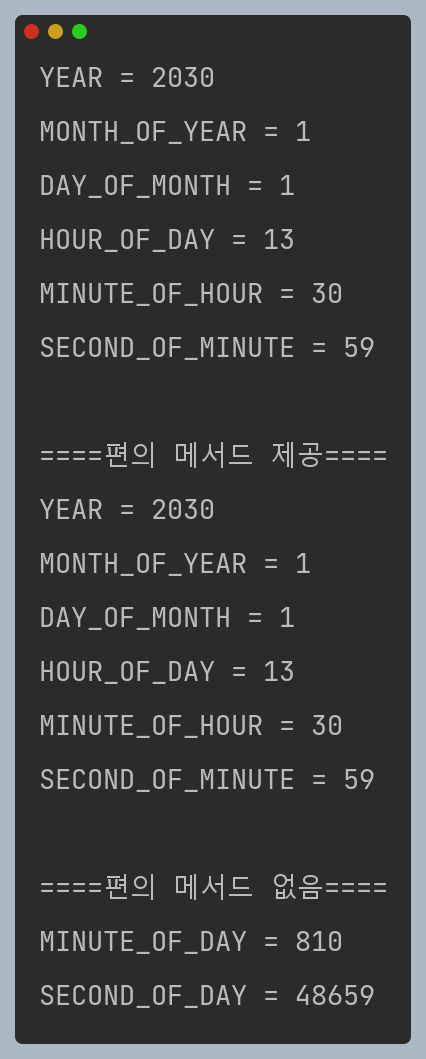 YEAR = 2030
MONTH_OF_YEAR = 1
DAY_OF_MONTH = 1
HOUR_OF_DAY = 13
MINUTE_OF_HOUR = 30
SECOND_OF_MINUTE = 59
====편의 메서드 제공====
YEAR = 2030
MONTH_OF_YEAR = 1
DAY_OF_MONTH = 1
HOUR_OF_DAY = 13
MINUTE_OF_HOUR = 30
SECOND_OF_MINUTE = 59
====편의 메서드 없음====
MINUTE_OF_DAY = 810
SECOND_OF_DAY = 48659